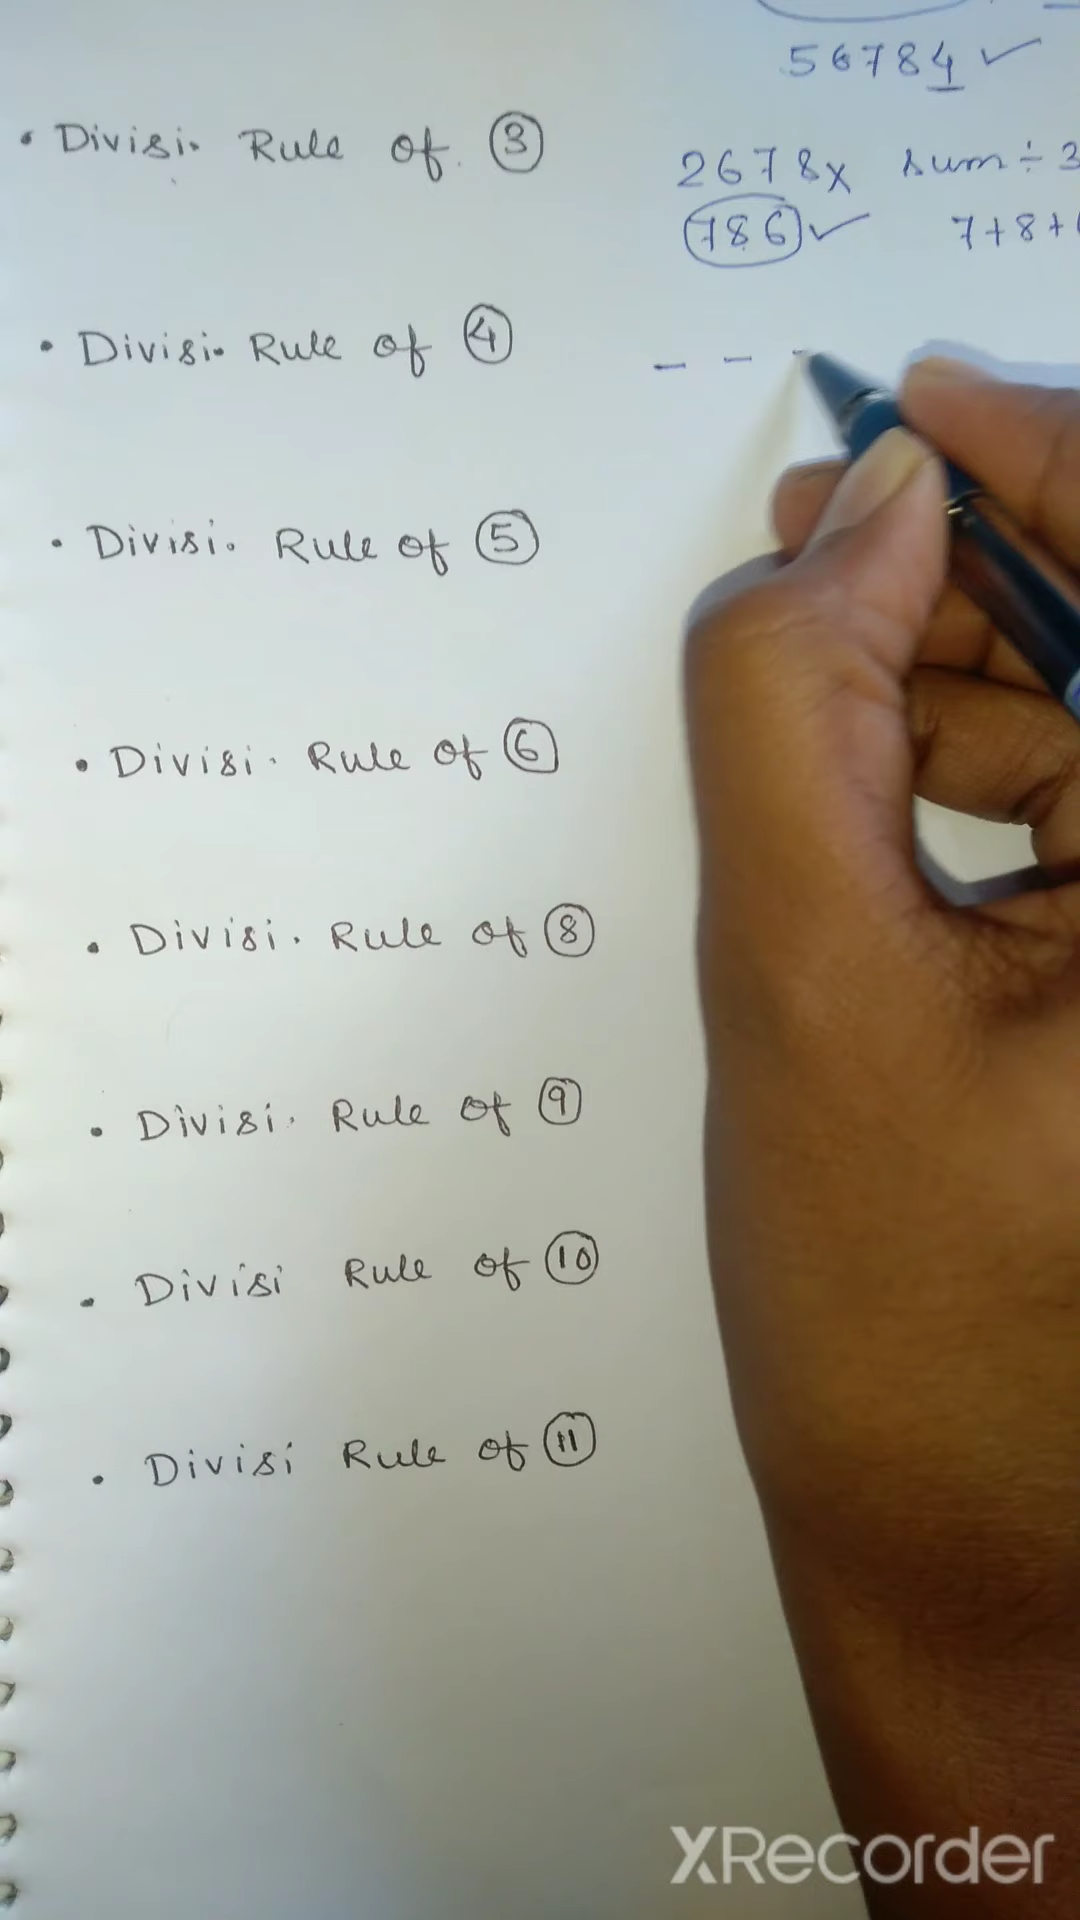 56784 ✓
• Divisi. Rule of. 3
2678x sum ÷ 3
786 ✓ 7+8+
• Divisi. Rule of 4
_ _ _
• Divisi. Rule of 5
• Divisi. Rule of 6
• Divisi. Rule of 8
• Divisi. Rule of 9
• Divisi Rule of 10
• Divisi Rule of 11
XRecorder